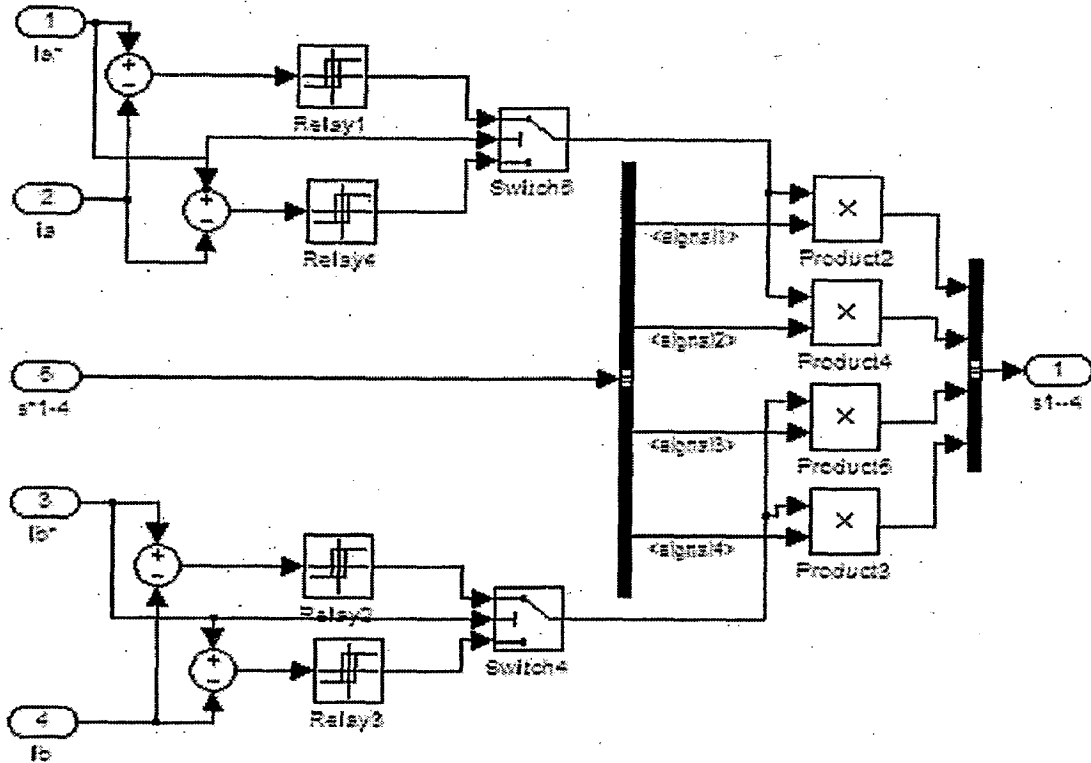 1
Ia*
Relay1
2
Ia
Switch5
Relay4
<signal1>
Product2
<signal2>
Product4
5
s*1-4
1
s1--4
<signal3>
Product5
3
Ib*
<signal4>
Product3
Relay2
Switch4
Relay3
4
Ib